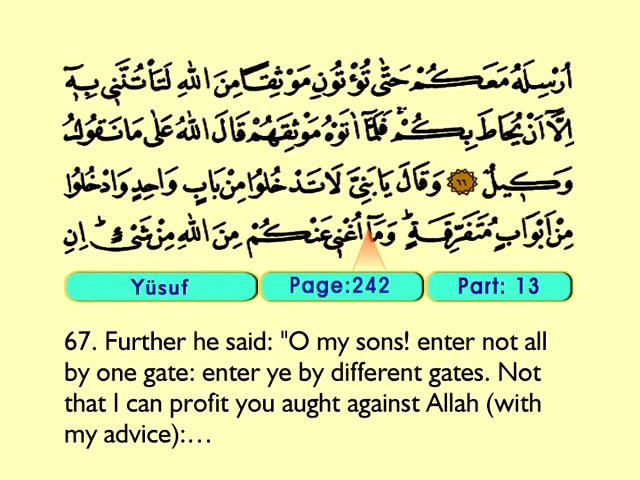 أُرْسِلَهُ مَعَكُمْ حَتَّىٰ تُؤْتُونِ مَوْثِقًا مِنَ اللَّهِ لَتَأْتُنَّنِي بِهِ
إِلَّا أَنْ يُحَاطَ بِكُمْ ۖ فَلَمَّا آتَوْهُ مَوْثِقَهُمْ قَالَ اللَّهُ عَلَىٰ مَا نَقُولُ
وَكِيلٌ ﴿٦٦﴾ وَقَالَ يَا بَنِيَّ لَا تَدْخُلُوا مِنْ بَابٍ وَاحِدٍ وَادْخُلُوا
مِنْ أَبْوَابٍ مُتَفَرِّقَةٍ ۖ وَمَا أُغْنِي عَنْكُمْ مِنَ اللَّهِ مِنْ شَيْءٍ ۖ إِنِ
Yüsuf Page:242 Part: 13
67. Further he said: "O my sons! enter not all
by one gate: enter ye by different gates. Not
that I can profit you aught against Allah (with
my advice):…